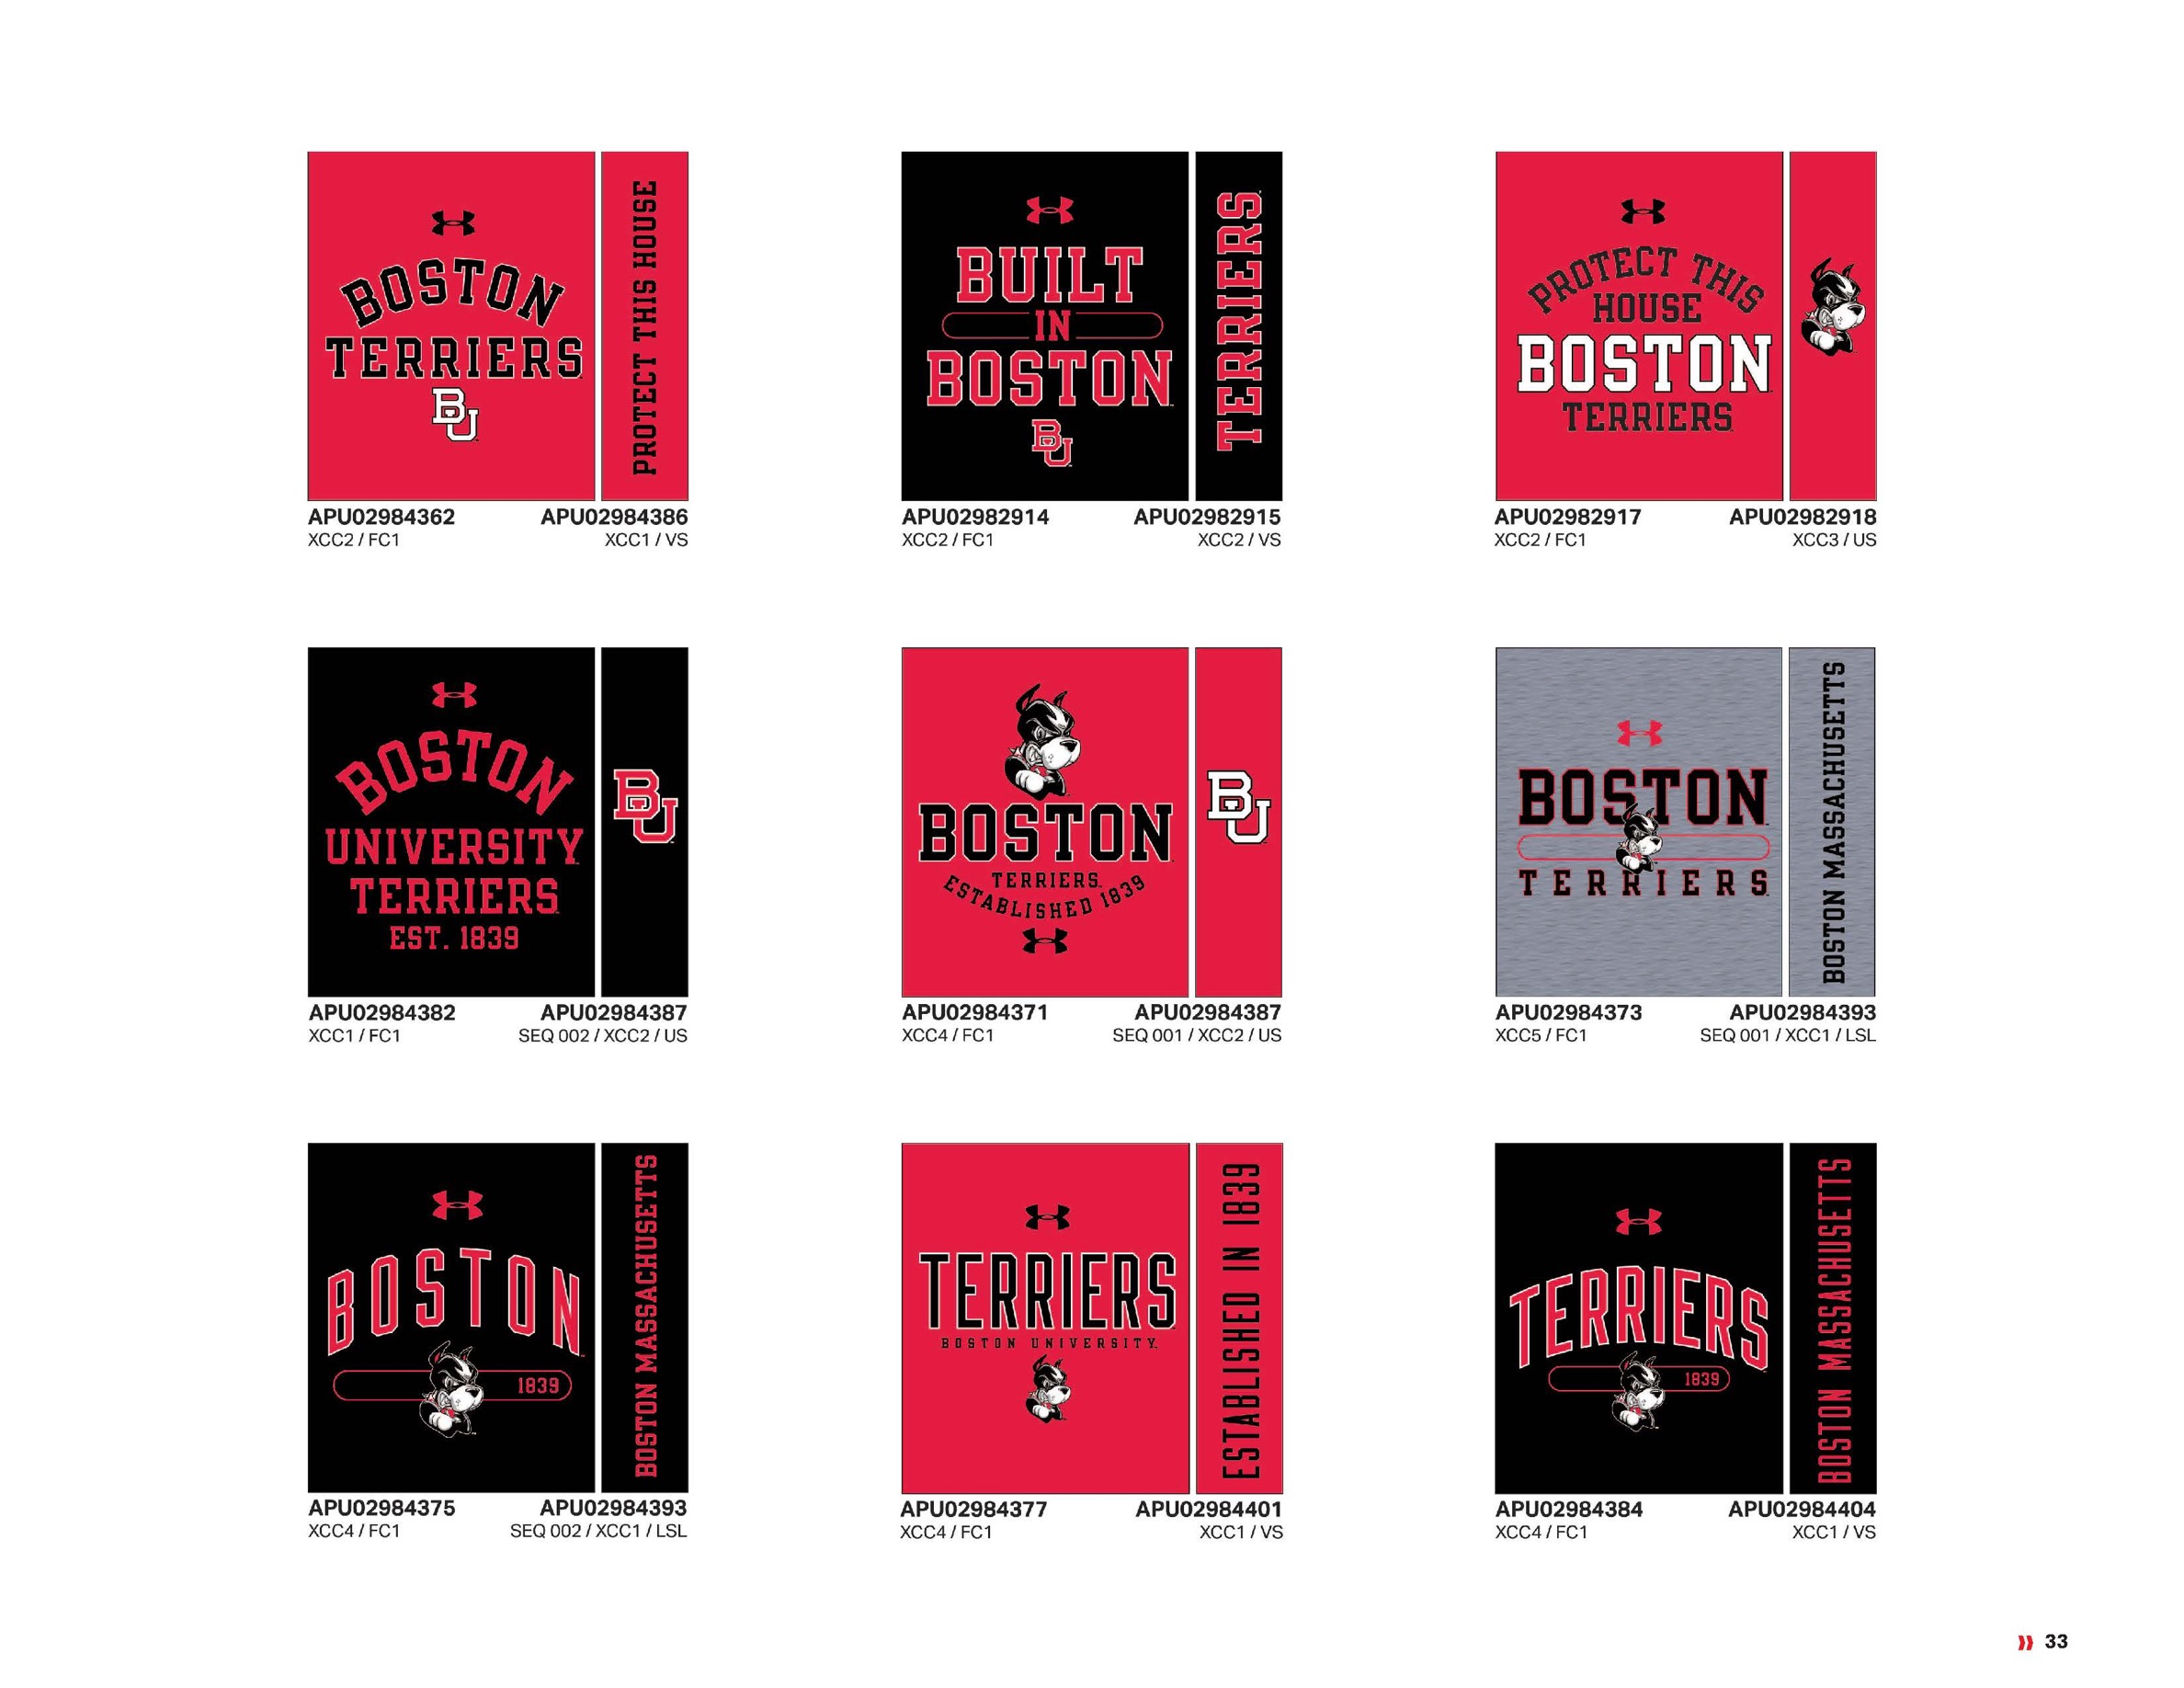 BOSTON
TERRIERS
BU
PROTECT THIS HOUSE
APU02984362 APU02984386
XCC2 / FC1 XCC1 / VS
BUILT
IN
BOSTON
BU
TERRIERS
APU02982914 APU02982915
XCC2 / FC1 XCC2 / VS
PROTECT THIS
HOUSE
BOSTON
TERRIERS
APU02982917 APU02982918
XCC2 / FC1 XCC3 / US
BOSTON
UNIVERSITY
TERRIERS
EST. 1839
BU
APU02984382 APU02984387
XCC1 / FC1 SEQ 002 / XCC2 / US
BOSTON
TERRIERS
ESTABLISHED 1839
BU
APU02984371 APU02984387
XCC4 / FC1 SEQ 001 / XCC2 / US
BOSTON
TERRIERS
BOSTON MASSACHUSETTS
APU02984373 APU02984393
XCC5 / FC1 SEQ 001 / XCC1 / LSL
BOSTON
1839
BOSTON MASSACHUSETTS
APU02984375 APU02984393
XCC4 / FC1 SEQ 002 / XCC1 / LSL
TERRIERS
BOSTON UNIVERSITY
ESTABLISHED IN 1839
APU02984377 APU02984401
XCC4 / FC1 XCC1 / VS
TERRIERS
1839
BOSTON MASSACHUSETTS
APU02984384 APU02984404
XCC4 / FC1 XCC1 / VS
33